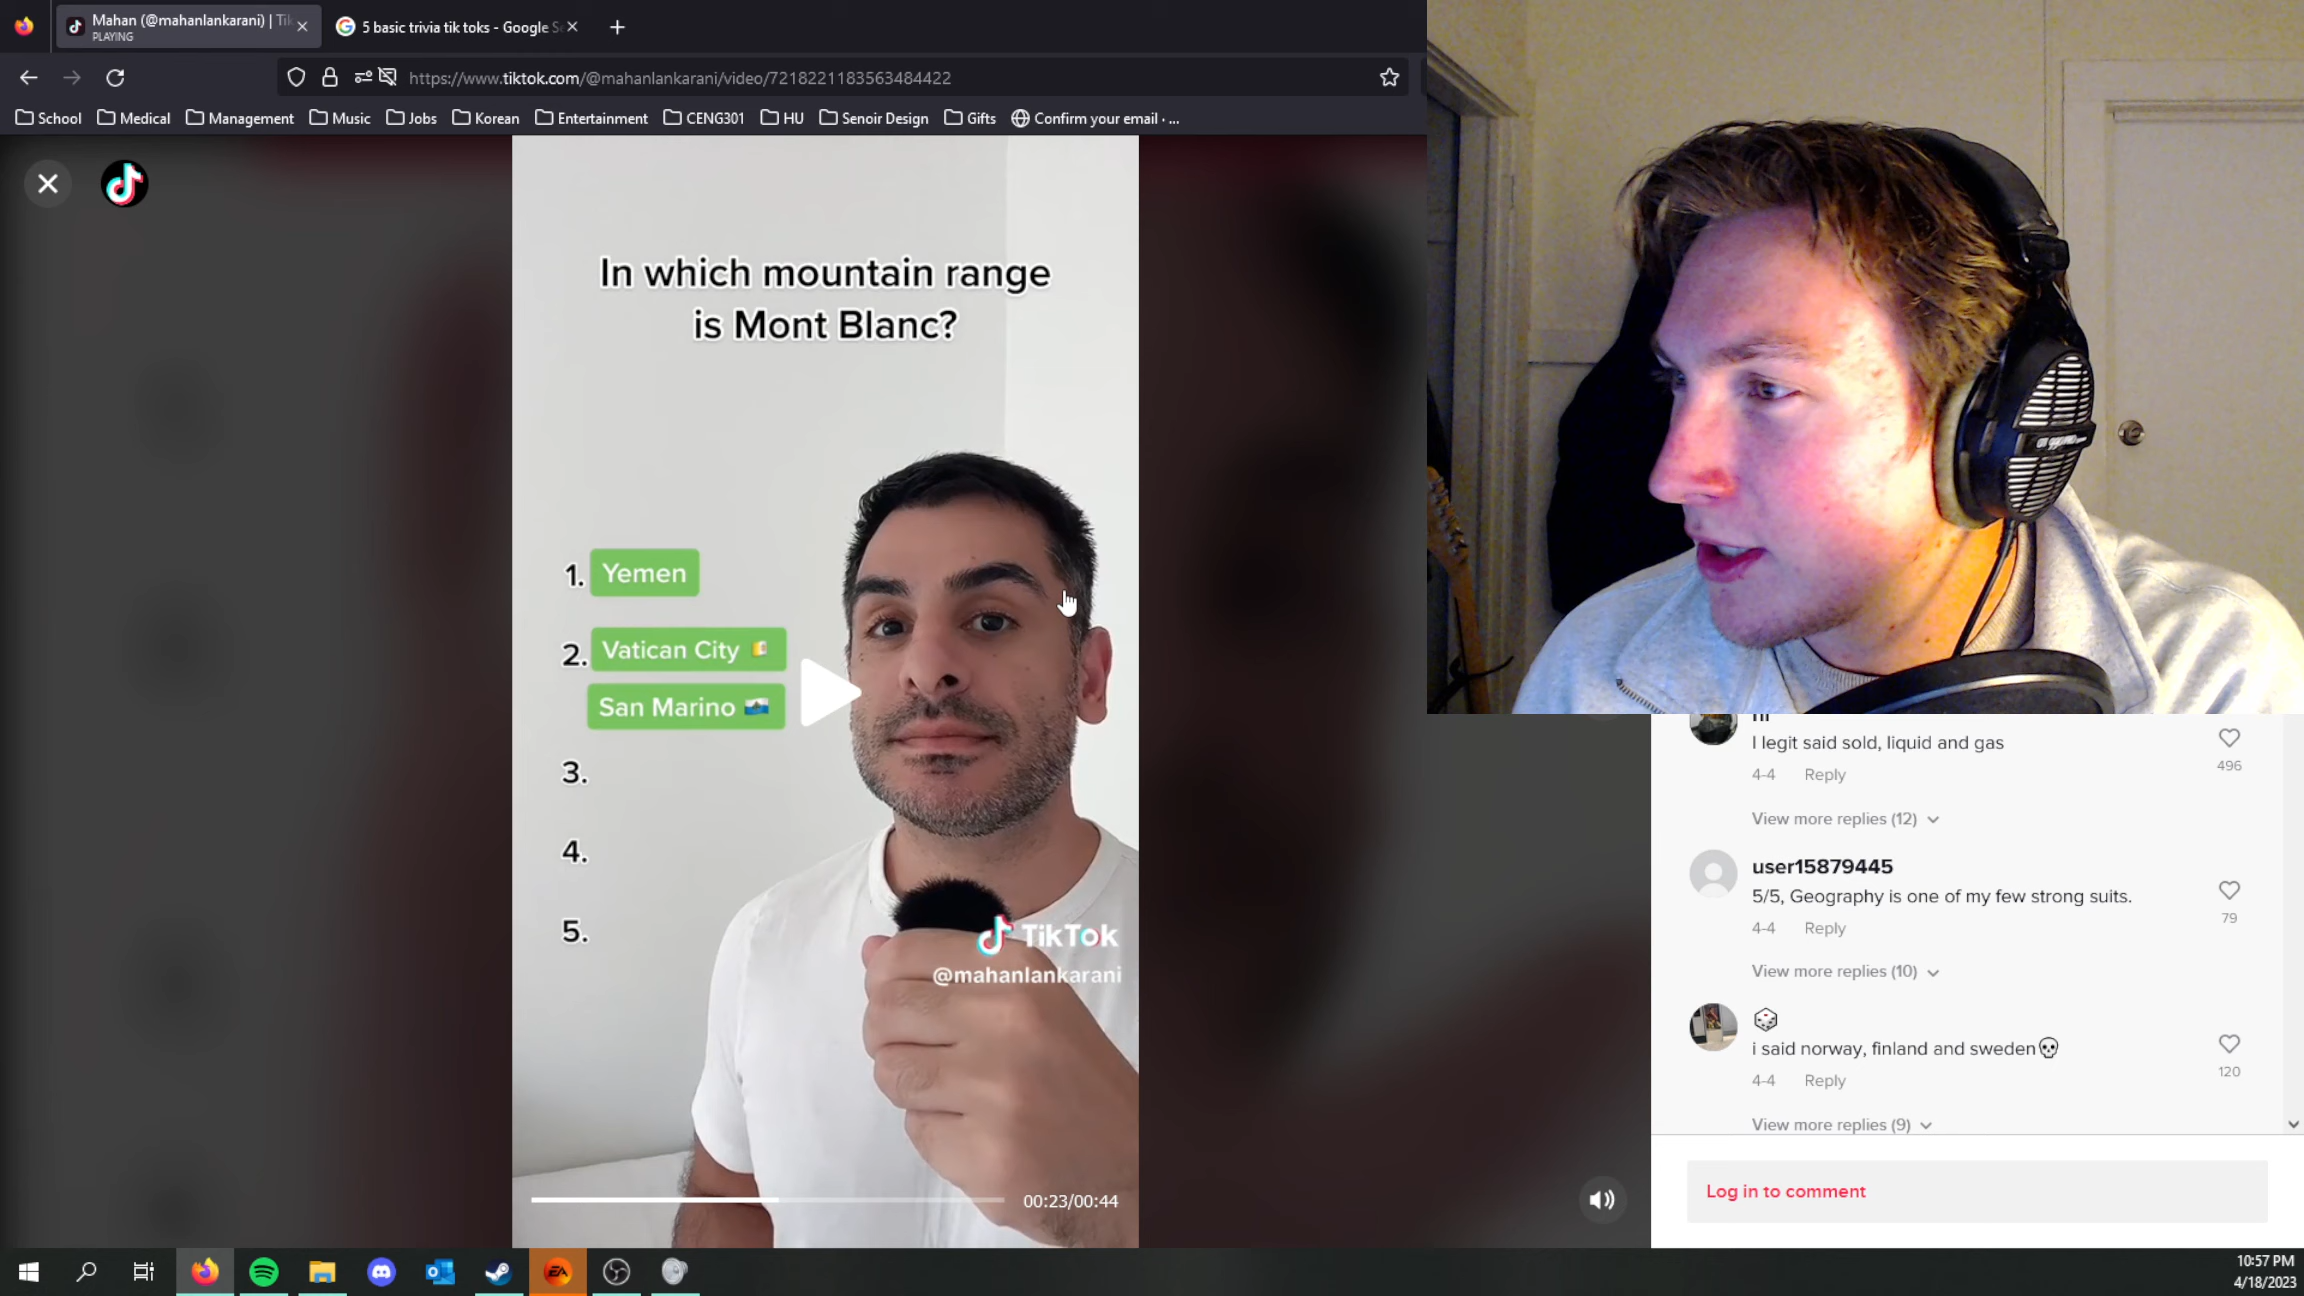 Mahan (@mahanlankarani) | Tik
PLAYING
5 basic trivia tik toks - Google Se
https://www.tiktok.com/@mahanlankarani/video/7218221183563484422
School Medical Management Music Jobs Korean Entertainment CENG301 HU Senoir Design Gifts Confirm your email · ...
In which mountain range
is Mont Blanc?
1. Yemen
2. Vatican City
San Marino
3.
4.
5.
TikTok
@mahanlankarani
00:23/00:44
I legit said sold, liquid and gas
496
4-4 Reply
View more replies (12)
user15879445
5/5, Geography is one of my few strong suits.
79
4-4 Reply
View more replies (10)
i said norway, finland and sweden💀
120
4-4 Reply
View more replies (9)
Log in to comment
EA
10:57 PM
4/18/2023